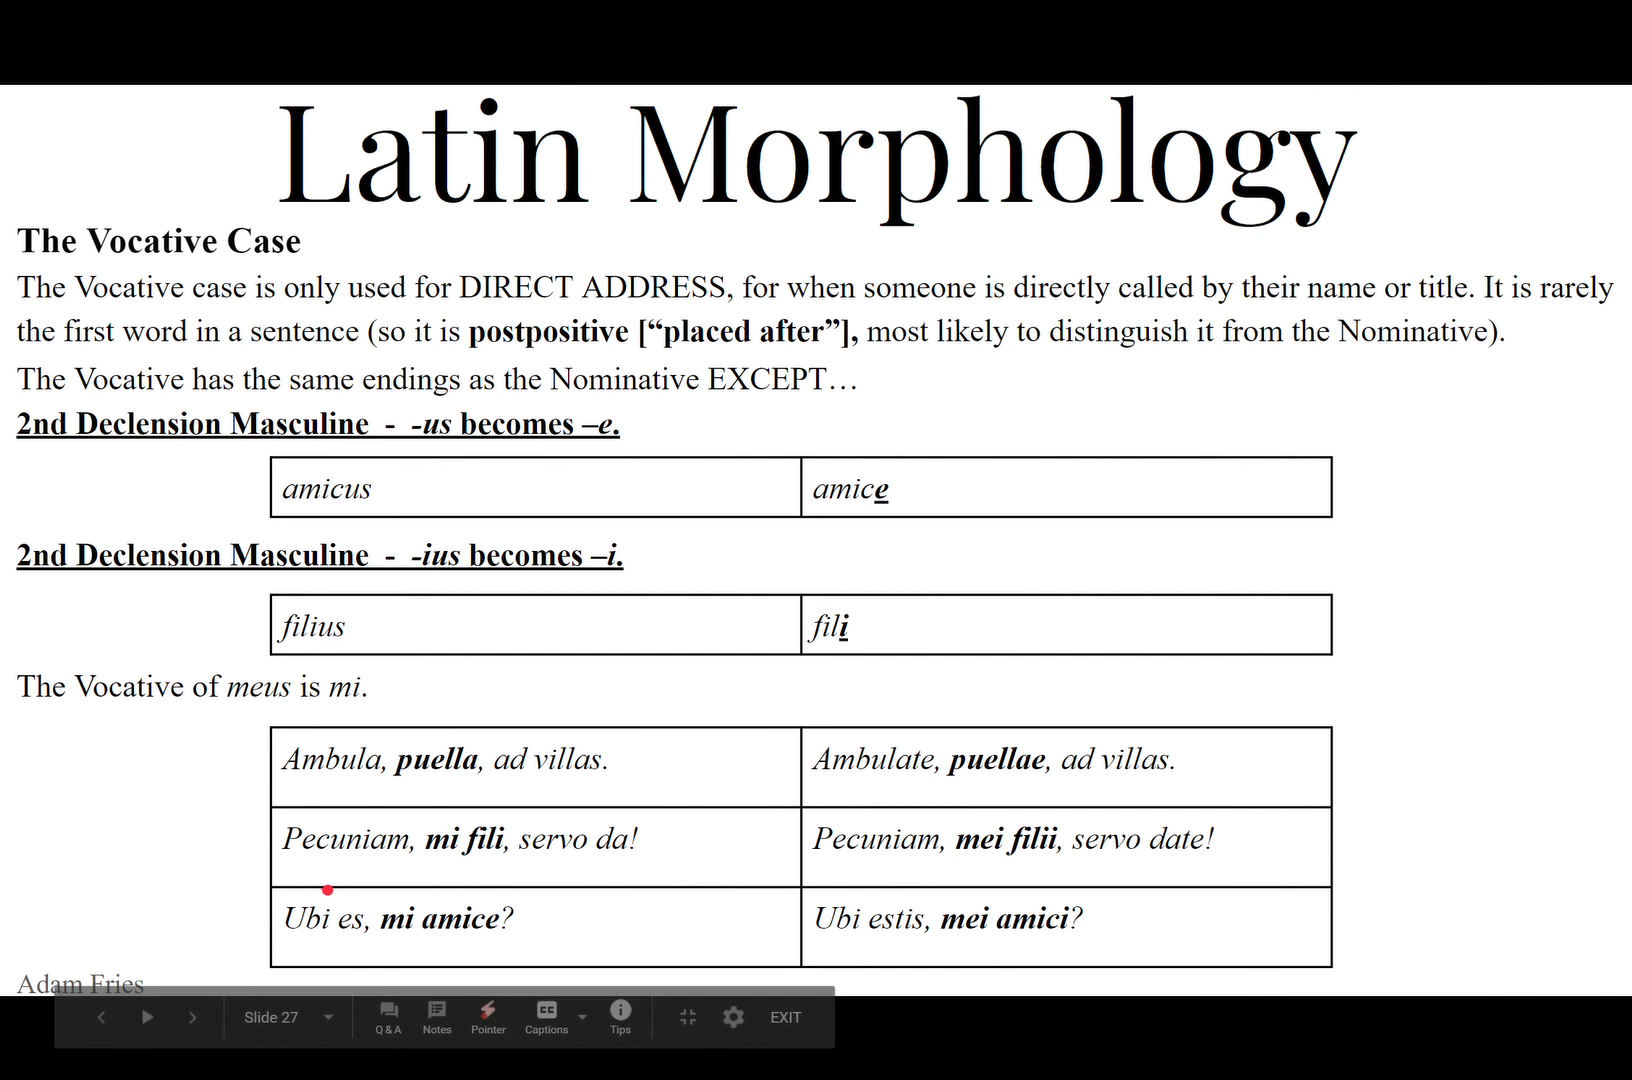 Latin Morphology
The Vocative Case
The Vocative case is only used for DIRECT ADDRESS, for when someone is directly called by their name or title. It is rarely
the first word in a sentence (so it is postpositive [“placed after”], most likely to distinguish it from the Nominative).
The Vocative has the same endings as the Nominative EXCEPT…
2nd Declension Masculine - -us becomes –e.
amicus amice
2nd Declension Masculine - -ius becomes –i.
filius fili
The Vocative of meus is mi.
Ambula, puella, ad villas. Ambulate, puellae, ad villas.
Pecuniam, mi fili, servo da! Pecuniam, mei filii, servo date!
Ubi es, mi amice? Ubi estis, mei amici?
Adam Fries
Slide 27 Q & A Notes Pointer Captions Tips EXIT